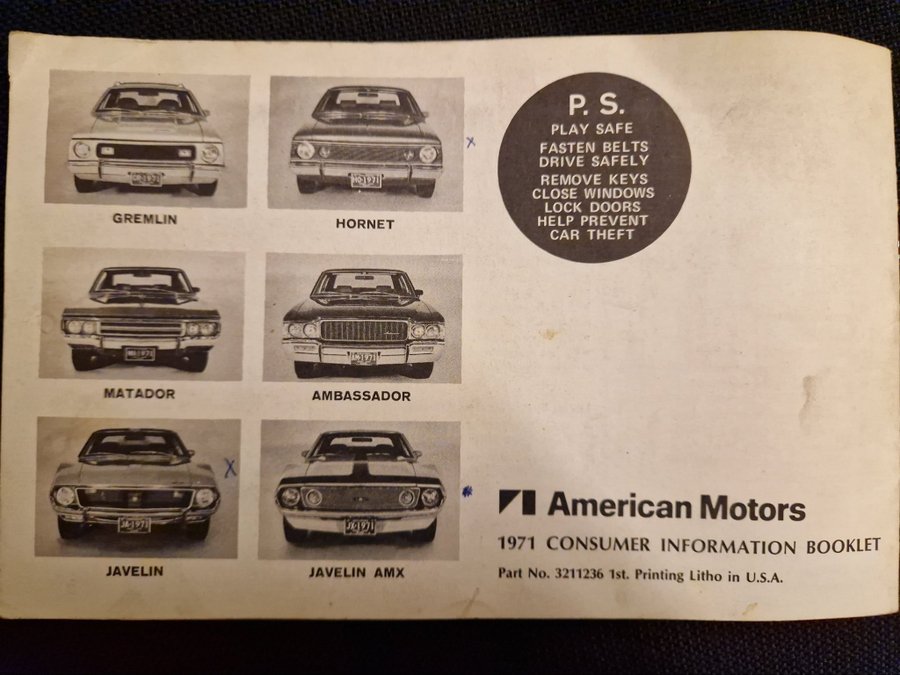 GREMLIN
HORNET
MATADOR
AMBASSADOR
JAVELIN
JAVELIN AMX
P. S.
PLAY SAFE
FASTEN BELTS
DRIVE SAFELY
REMOVE KEYS
CLOSE WINDOWS
LOCK DOORS
HELP PREVENT
CAR THEFT
American Motors
1971 CONSUMER INFORMATION BOOKLET
Part No. 3211236 1st. Printing Litho in U.S.A.